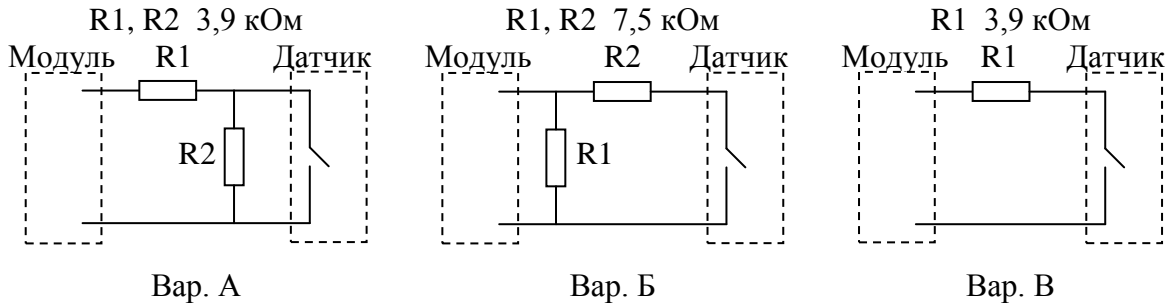 R1, R2 3,9 кОм
Модуль R1 Датчик
R2
Вар. А
R1, R2 7,5 кОм
Модуль R2 Датчик
R1
Вар. Б
R1 3,9 кОм
Модуль R1 Датчик
Вар. В